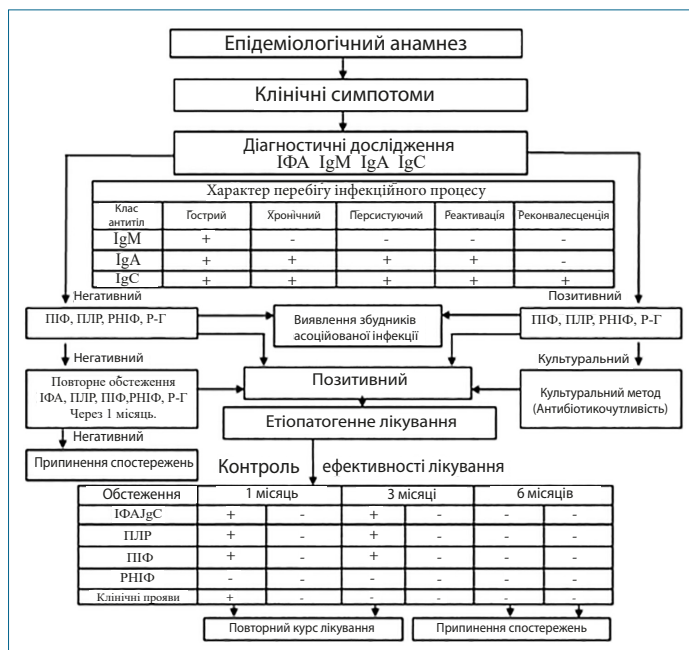 Епідеміологічний анамнез
Клінічні симптоми
Діагностичні дослідження
ІФА IgM IgA IgC
Характер перебігу інфекційного процесу
Клас антитіл Гострий Хронічний Персистуючий Реактивація Реконвалесценція
IgM + - - - -
IgA + + + + -
IgC + + + + +
Негативний Позитивний
ПІФ, ПЛР, РНІФ, Р-Г Виявлення збудників асоційованої інфекції ПІФ, ПЛР, РНІФ, Р-Г
Негативний Культуральний
Повторне обстеження
ІФА, ПЛР, ПІФ,РНІФ, Р-Г
Через 1 місяць.
Позитивний
Культуральний метод
(Антибіотикочутливість)
Етіопатогенне лікування
Негативний
Припинення спостережень
Контроль ефективності лікування
Обстеження 1 місяць 3 місяці 6 місяців
ІФАJgC + - + - - -
ПЛР + - + - - -
ПІФ + - + - - -
РНІФ - - - - - -
Клінічні прояви + - - - - -
Повторний курс лікування Припинення спостережень